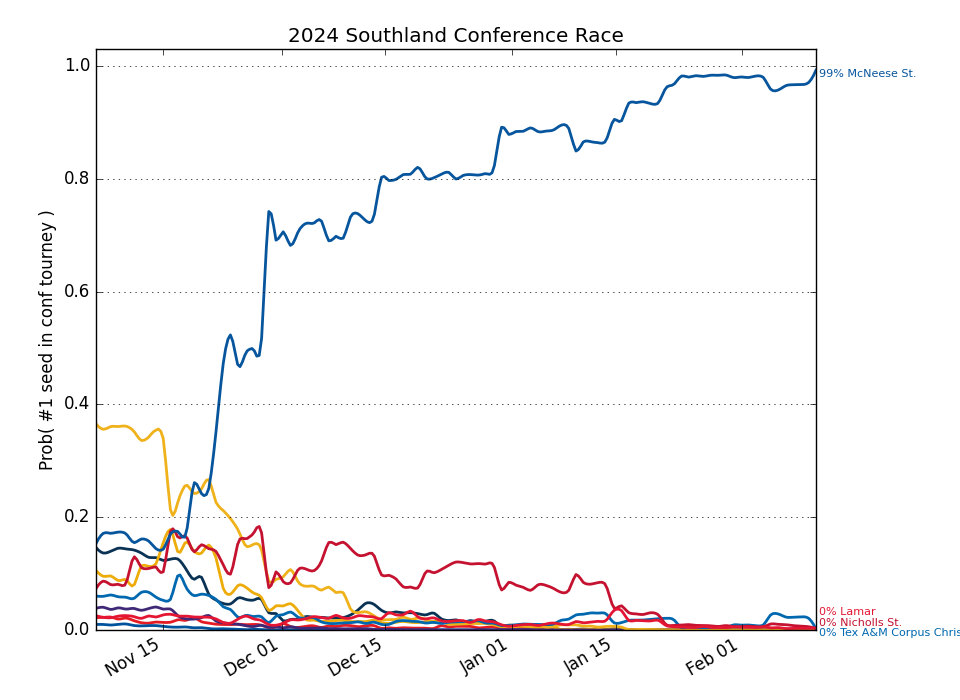 2024 Southland Conference Race
Prob( #1 seed in conf tourney )
1.0
0.8
0.6
0.4
0.2
0.0
Nov 15
Dec 01
Dec 15
Jan 01
Jan 15
Feb 01
99% McNeese St.
0% Lamar
0% Nicholls St.
0% Tex A&M Corpus Chris